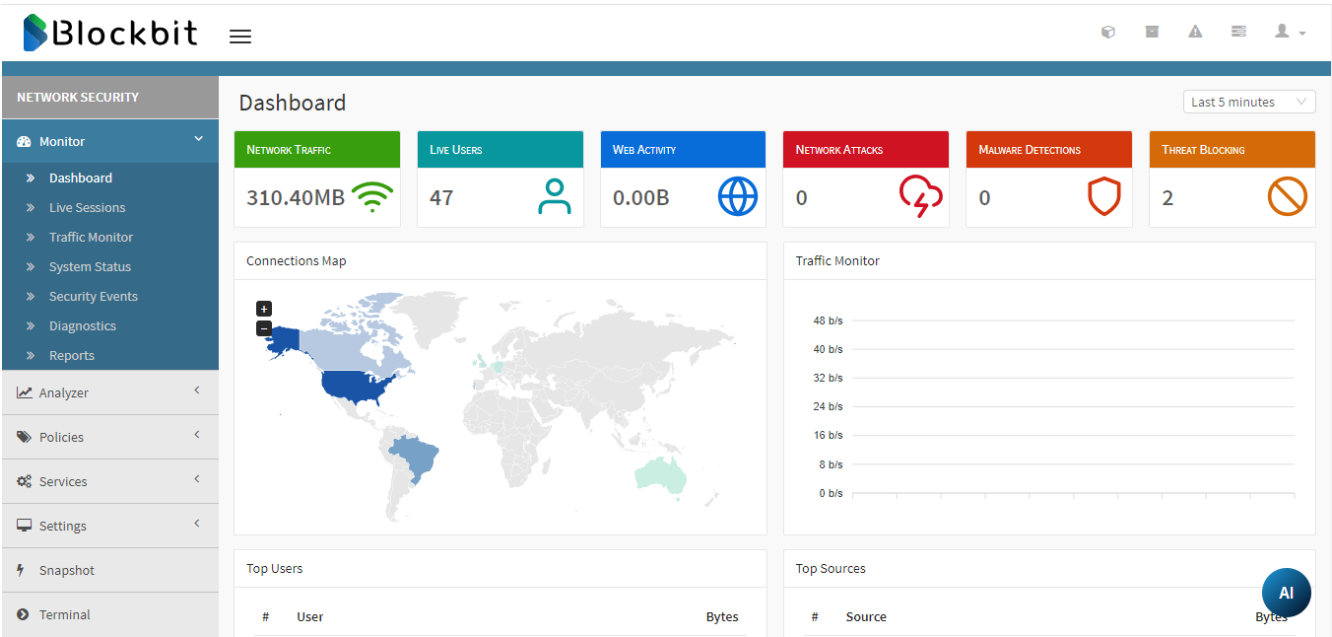 Blockbit
NETWORK SECURITY
Monitor
Dashboard
Live Sessions
Traffic Monitor
System Status
Security Events
Diagnostics
Reports
Analyzer
Policies
Services
Settings
Snapshot
Terminal
Dashboard
Last 5 minutes
NETWORK TRAFFIC
310.40MB
LIVE USERS
47
WEB ACTIVITY
0.00B
NETWORK ATTACKS
0
MALWARE DETECTIONS
0
THREAT BLOCKING
2
Connections Map
+
−
Traffic Monitor
48 b/s
40 b/s
32 b/s
24 b/s
16 b/s
8 b/s
0 b/s
Top Users
# User Bytes
Top Sources
# Source Bytes
AI